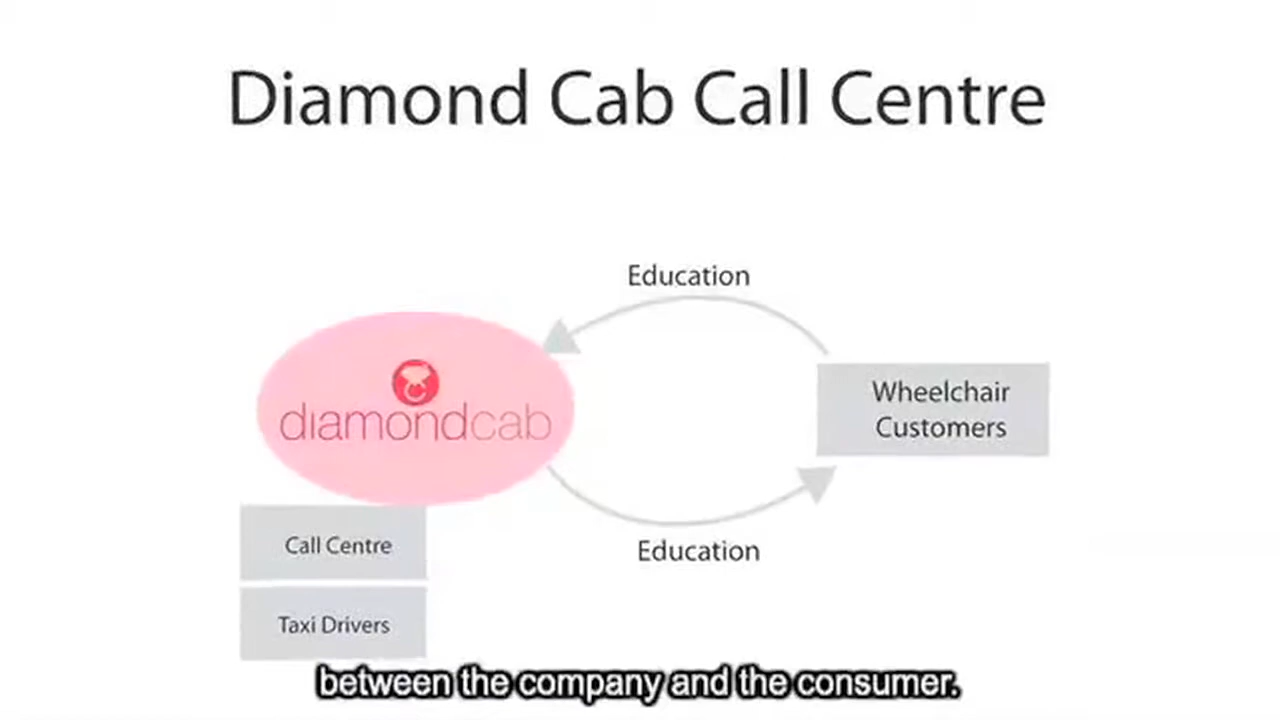 Diamond Cab Call Centre
Education
diamondcab
Wheelchair
Customers
Education
Call Centre
Taxi Drivers
between the company and the consumer.